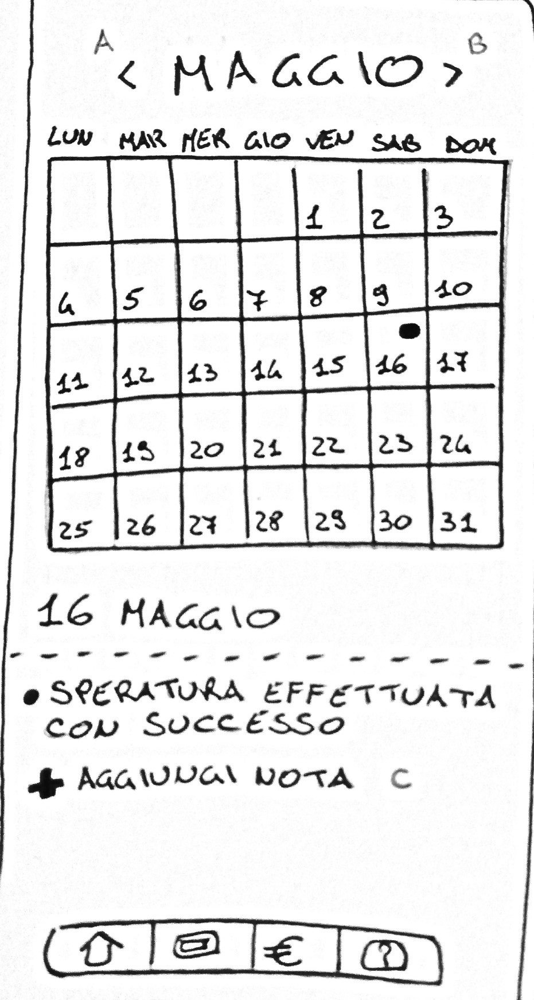 A
B
< MAGGIO >
LUN MAR MER GIO VEN SAB DOM
1 2 3
4 5 6 7 8 9 10
11 12 13 14 15 16 17
18 19 20 21 22 23 24
25 26 27 28 29 30 31
16 MAGGIO
• SPERATURA EFFETTUATA
CON SUCCESSO
+ AGGIUNGI NOTA C
€ ?